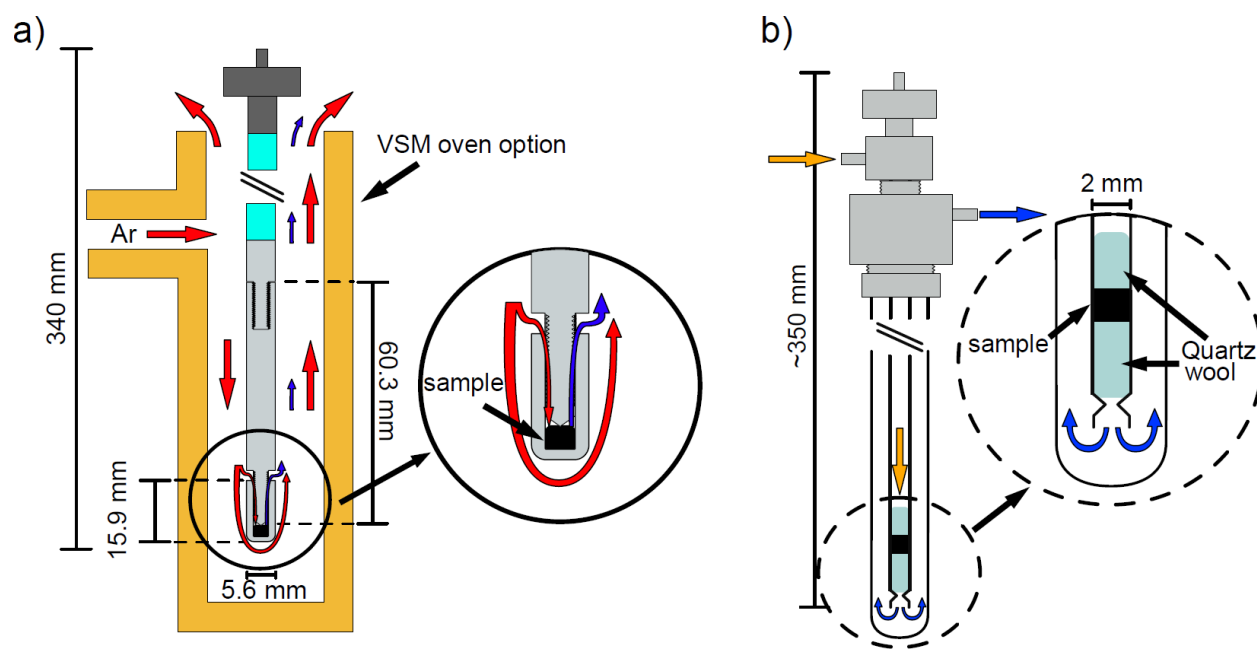 a)
340 mm
Ar
VSM oven option
60.3 mm
15.9 mm
5.6 mm
sample
b)
~350 mm
2 mm
sample
Quartz
wool